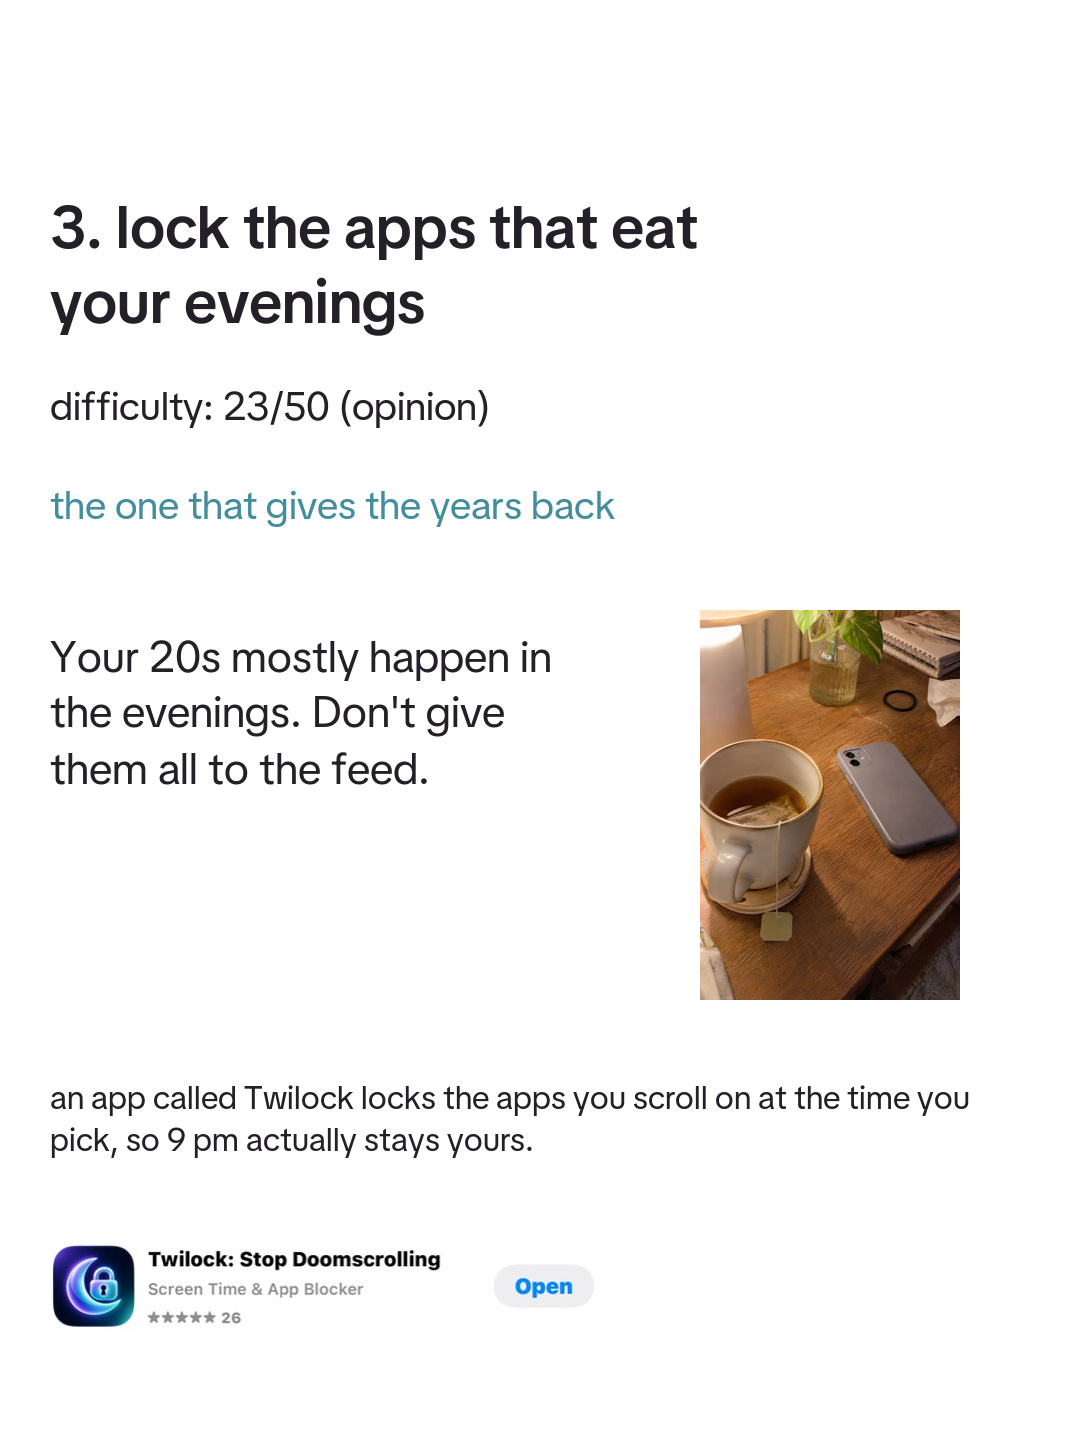 3. lock the apps that eat
your evenings
difficulty: 23/50 (opinion)
the one that gives the years back
Your 20s mostly happen in
the evenings. Don't give
them all to the feed.
an app called Twilock locks the apps you scroll on at the time you
pick, so 9 pm actually stays yours.
Twilock: Stop Doomscrolling
Screen Time & App Blocker
★★★★★ 26
Open